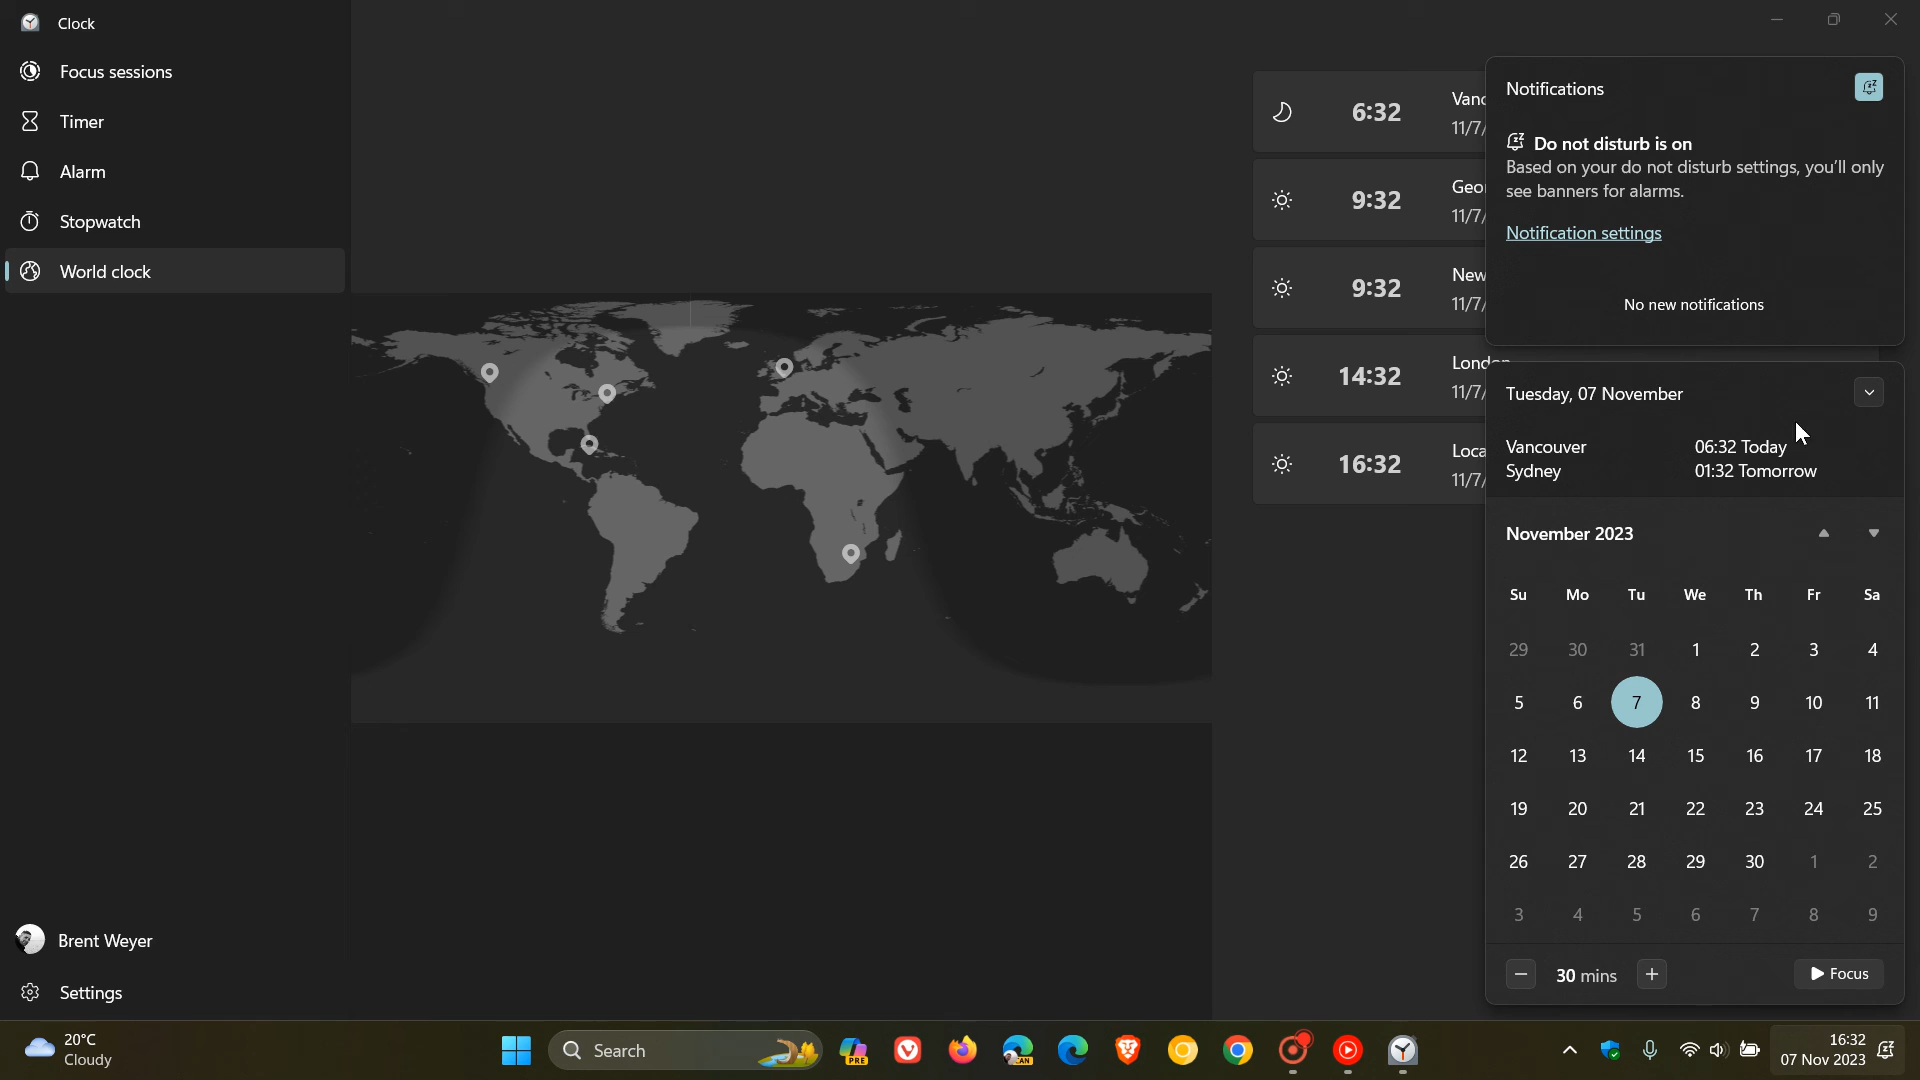 Clock
Focus sessions
Timer
Alarm
Stopwatch
World clock
Brent Weyer
Settings
6:32
11/7/
9:32
11/7/
9:32
New
11/7/
14:32
London
11/7/
16:32
Loca
11/7/
Notifications
Do not disturb is on
Based on your do not disturb settings, you'll only
see banners for alarms.
Notification settings
No new notifications
Tuesday, 07 November
Vancouver 06:32 Today
Sydney 01:32 Tomorrow
November 2023
Su Mo Tu We Th Fr Sa
29 30 31 1 2 3 4
5 6 7 8 9 10 11
12 13 14 15 16 17 18
19 20 21 22 23 24 25
26 27 28 29 30 1 2
3 4 5 6 7 8 9
30 mins
Focus
20°C
Cloudy
Search
PRE
CAN
16:32
07 Nov 2023